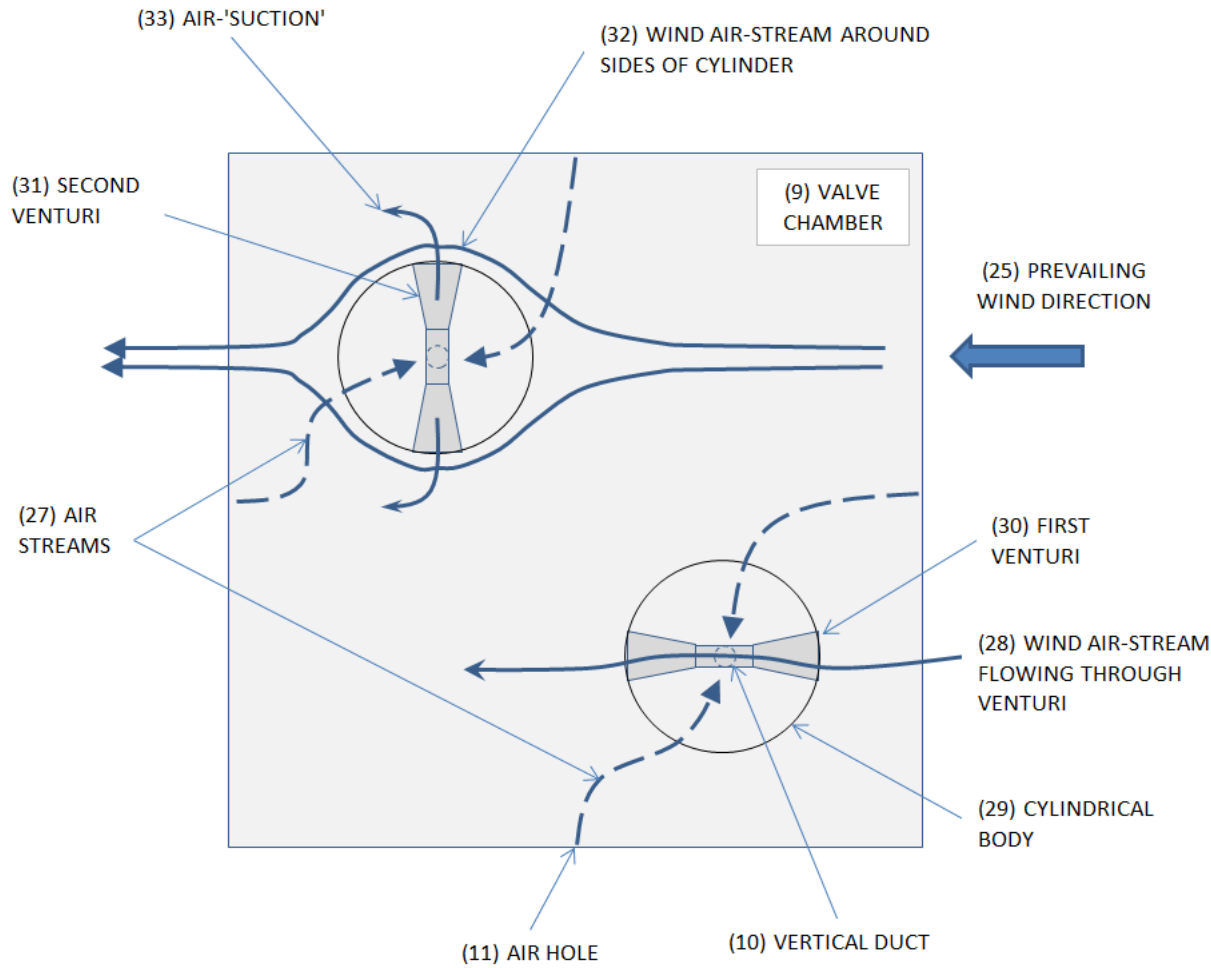 (33) AIR-'SUCTION'
(32) WIND AIR-STREAM AROUND
SIDES OF CYLINDER
(31) SECOND
VENTURI
(9) VALVE
CHAMBER
(25) PREVAILING
WIND DIRECTION
(27) AIR
STREAMS
(30) FIRST
VENTURI
(28) WIND AIR-STREAM
FLOWING THROUGH
VENTURI
(29) CYLINDRICAL
BODY
(10) VERTICAL DUCT
(11) AIR HOLE